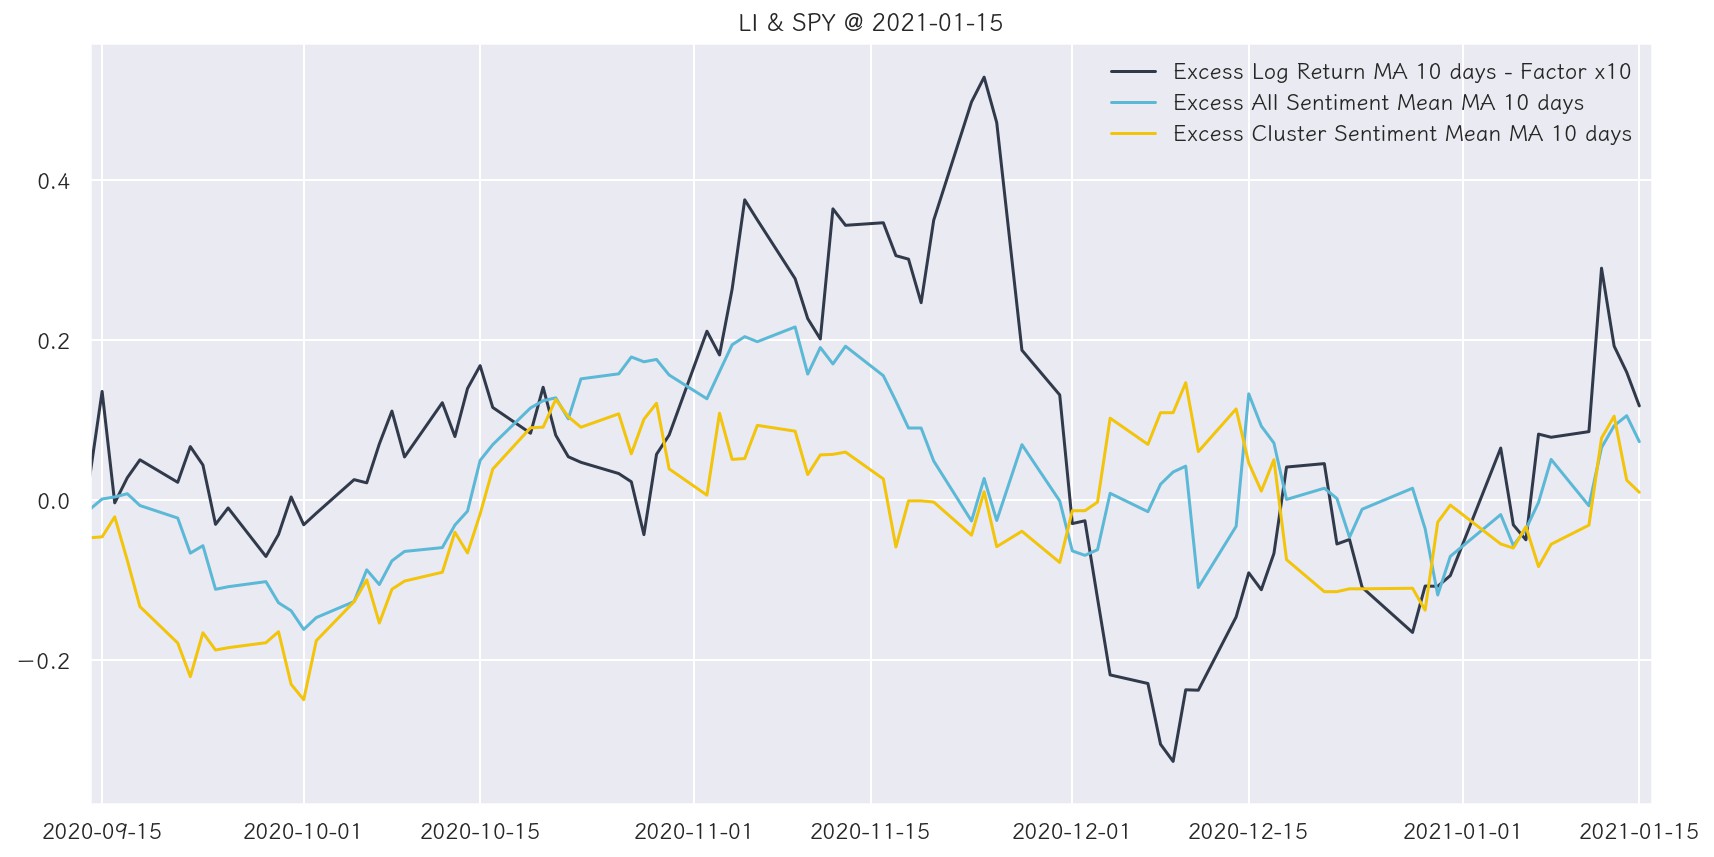 LI & SPY @ 2021-01-15
Excess Log Return MA 10 days - Factor x10
Excess All Sentiment Mean MA 10 days
Excess Cluster Sentiment Mean MA 10 days
0.4
0.2
0.0
−0.2
2020-09-15 2020-10-01 2020-10-15 2020-11-01 2020-11-15 2020-12-01 2020-12-15 2021-01-01 2021-01-15